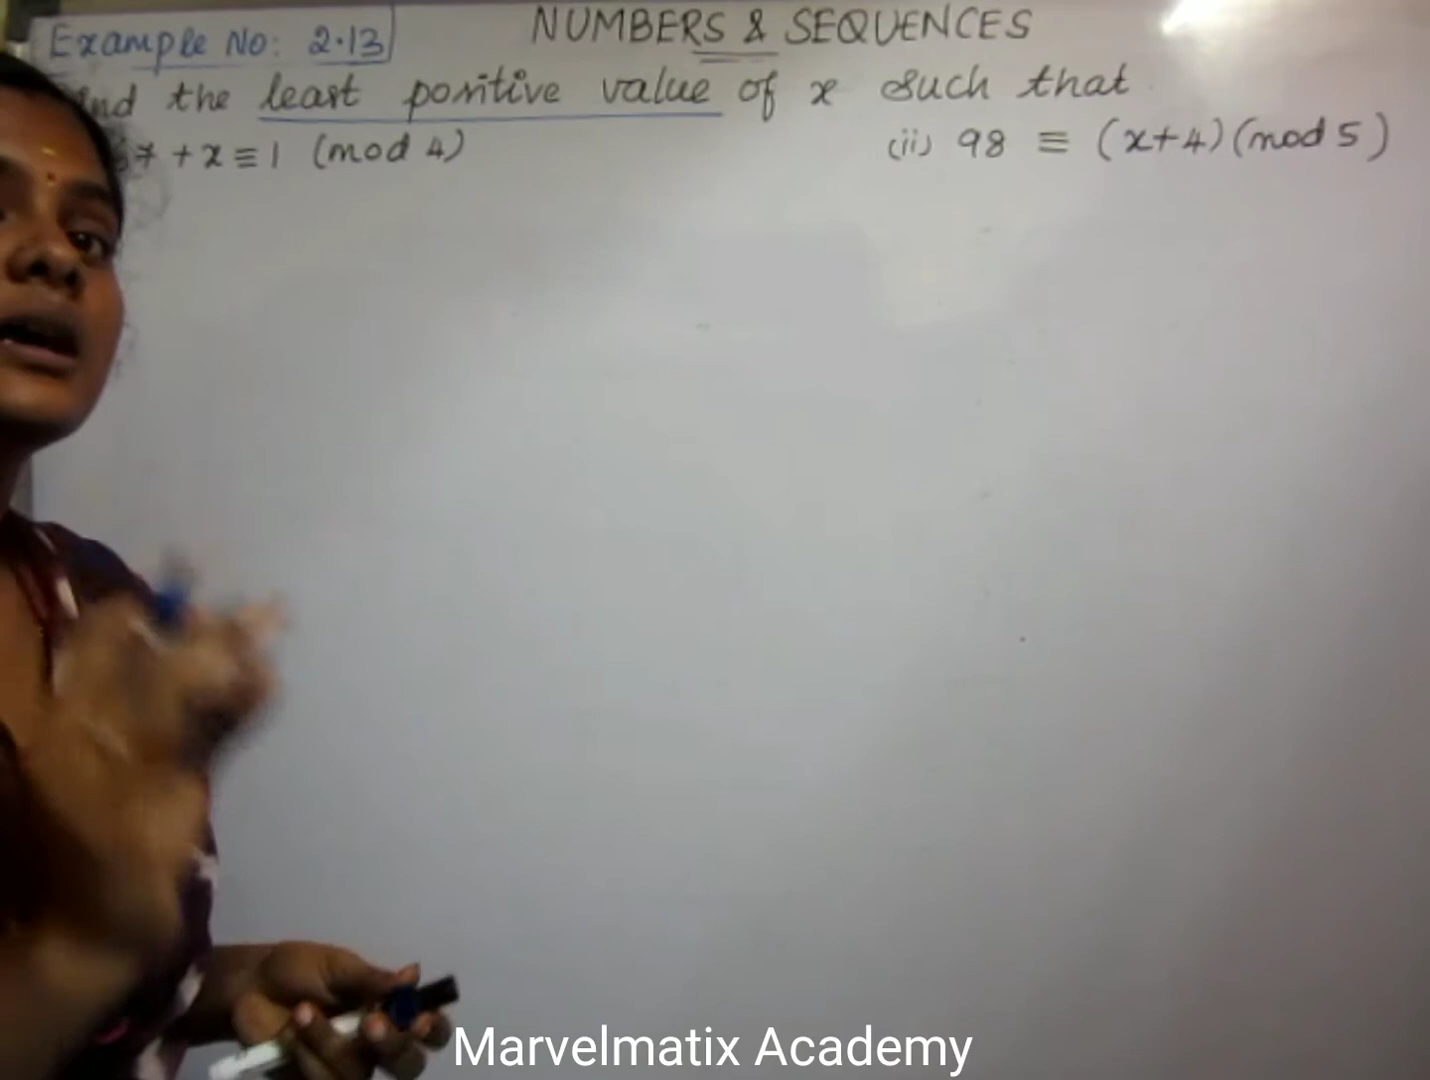 Example No: 2.13
NUMBERS & SEQUENCES
the least positive value of x such that
7 + x ≡ 1 (mod 4)
(ii) 98 ≡ (x+4)(mod 5)
Marvelmatix Academy